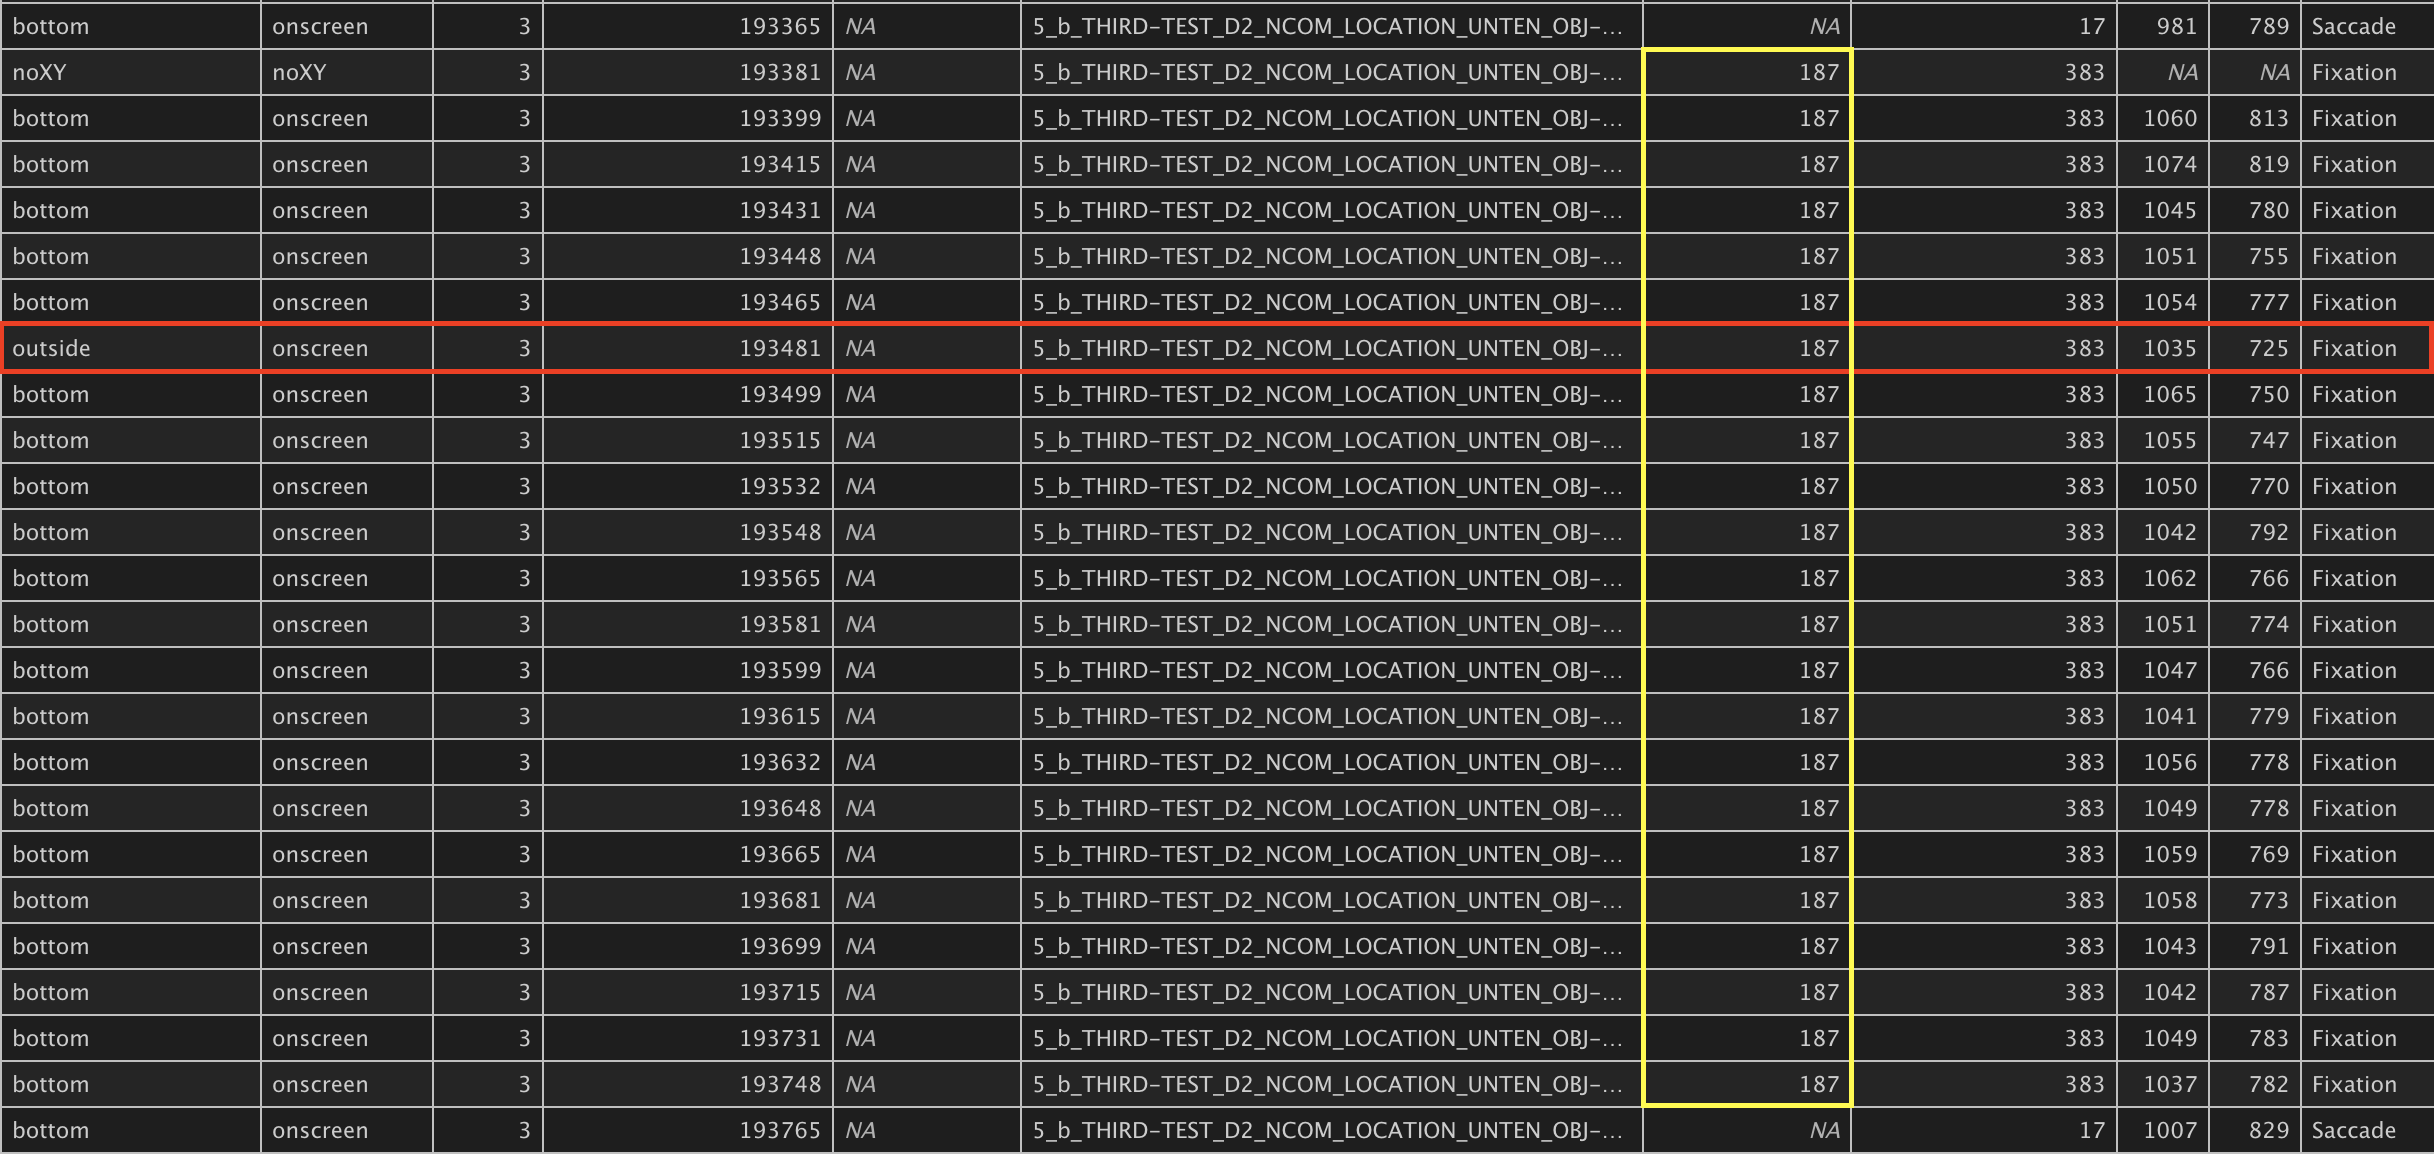 bottom onscreen 3 193365 NA 5_b_THIRD-TEST_D2_NCOM_LOCATION_UNTEN_OBJ-... NA 17 981 789 Saccade
noXY noXY 3 193381 NA 5_b_THIRD-TEST_D2_NCOM_LOCATION_UNTEN_OBJ-... 187 383 NA NA Fixation
bottom onscreen 3 193399 NA 5_b_THIRD-TEST_D2_NCOM_LOCATION_UNTEN_OBJ-... 187 383 1060 813 Fixation
bottom onscreen 3 193415 NA 5_b_THIRD-TEST_D2_NCOM_LOCATION_UNTEN_OBJ-... 187 383 1074 819 Fixation
bottom onscreen 3 193431 NA 5_b_THIRD-TEST_D2_NCOM_LOCATION_UNTEN_OBJ-... 187 383 1045 780 Fixation
bottom onscreen 3 193448 NA 5_b_THIRD-TEST_D2_NCOM_LOCATION_UNTEN_OBJ-... 187 383 1051 755 Fixation
bottom onscreen 3 193465 NA 5_b_THIRD-TEST_D2_NCOM_LOCATION_UNTEN_OBJ-... 187 383 1054 777 Fixation
outside onscreen 3 193481 NA 5_b_THIRD-TEST_D2_NCOM_LOCATION_UNTEN_OBJ-... 187 383 1035 725 Fixation
bottom onscreen 3 193499 NA 5_b_THIRD-TEST_D2_NCOM_LOCATION_UNTEN_OBJ-... 187 383 1065 750 Fixation
bottom onscreen 3 193515 NA 5_b_THIRD-TEST_D2_NCOM_LOCATION_UNTEN_OBJ-... 187 383 1055 747 Fixation
bottom onscreen 3 193532 NA 5_b_THIRD-TEST_D2_NCOM_LOCATION_UNTEN_OBJ-... 187 383 1050 770 Fixation
bottom onscreen 3 193548 NA 5_b_THIRD-TEST_D2_NCOM_LOCATION_UNTEN_OBJ-... 187 383 1042 792 Fixation
bottom onscreen 3 193565 NA 5_b_THIRD-TEST_D2_NCOM_LOCATION_UNTEN_OBJ-... 187 383 1062 766 Fixation
bottom onscreen 3 193581 NA 5_b_THIRD-TEST_D2_NCOM_LOCATION_UNTEN_OBJ-... 187 383 1051 774 Fixation
bottom onscreen 3 193599 NA 5_b_THIRD-TEST_D2_NCOM_LOCATION_UNTEN_OBJ-... 187 383 1047 766 Fixation
bottom onscreen 3 193615 NA 5_b_THIRD-TEST_D2_NCOM_LOCATION_UNTEN_OBJ-... 187 383 1041 779 Fixation
bottom onscreen 3 193632 NA 5_b_THIRD-TEST_D2_NCOM_LOCATION_UNTEN_OBJ-... 187 383 1056 778 Fixation
bottom onscreen 3 193648 NA 5_b_THIRD-TEST_D2_NCOM_LOCATION_UNTEN_OBJ-... 187 383 1049 778 Fixation
bottom onscreen 3 193665 NA 5_b_THIRD-TEST_D2_NCOM_LOCATION_UNTEN_OBJ-... 187 383 1059 769 Fixation
bottom onscreen 3 193681 NA 5_b_THIRD-TEST_D2_NCOM_LOCATION_UNTEN_OBJ-... 187 383 1058 773 Fixation
bottom onscreen 3 193699 NA 5_b_THIRD-TEST_D2_NCOM_LOCATION_UNTEN_OBJ-... 187 383 1043 791 Fixation
bottom onscreen 3 193715 NA 5_b_THIRD-TEST_D2_NCOM_LOCATION_UNTEN_OBJ-... 187 383 1042 787 Fixation
bottom onscreen 3 193731 NA 5_b_THIRD-TEST_D2_NCOM_LOCATION_UNTEN_OBJ-... 187 383 1049 783 Fixation
bottom onscreen 3 193748 NA 5_b_THIRD-TEST_D2_NCOM_LOCATION_UNTEN_OBJ-... 187 383 1037 782 Fixation
bottom onscreen 3 193765 NA 5_b_THIRD-TEST_D2_NCOM_LOCATION_UNTEN_OBJ-... NA 17 1007 829 Saccade